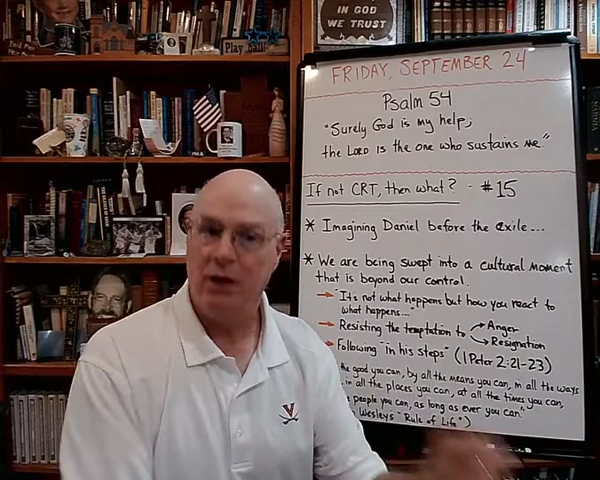 IN GOD
WE TRUST
Play ball!
FRIDAY, SEPTEMBER 24
Psalm 54
"Surely God is my help;
the LORD is the one who sustains me."
If not CRT, then what? - #15
* Imagining Daniel before the exile...
* We are being swept into a cultural moment
that is beyond our control.
→ "It's not what happens but how you react to
what happens...
→ Resisting the temptation to → Anger
→ Resignation
→ Following "in his steps" (1 Peter 2:21-23)
the good you can, by all the means you can, in all the ways
in all the places you can, at all the times you can,
people you can, as long as ever you can."
Wesleys "Rule of Life")
V